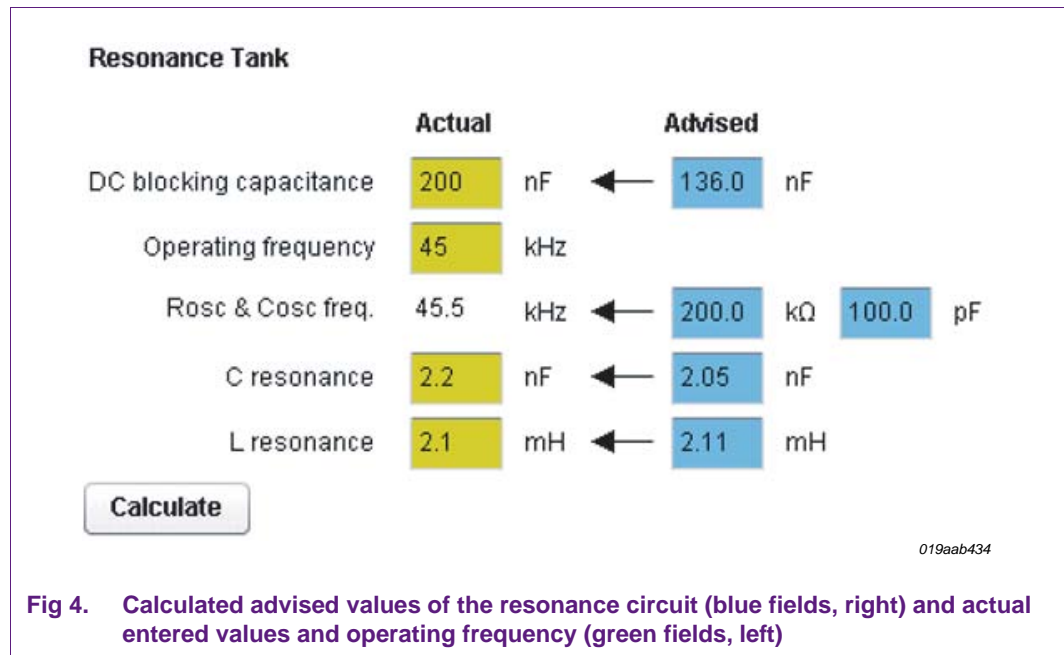 Resonance Tank
Actual Advised
DC blocking capacitance 200 nF 136.0 nF
Operating frequency 45 kHz
Rosc & Cosc freq. 45.5 kHz 200.0 kΩ 100.0 pF
C resonance 2.2 nF 2.05 nF
L resonance 2.1 mH 2.11 mH
Calculate
019aab434
Fig 4. Calculated advised values of the resonance circuit (blue fields, right) and actual
entered values and operating frequency (green fields, left)